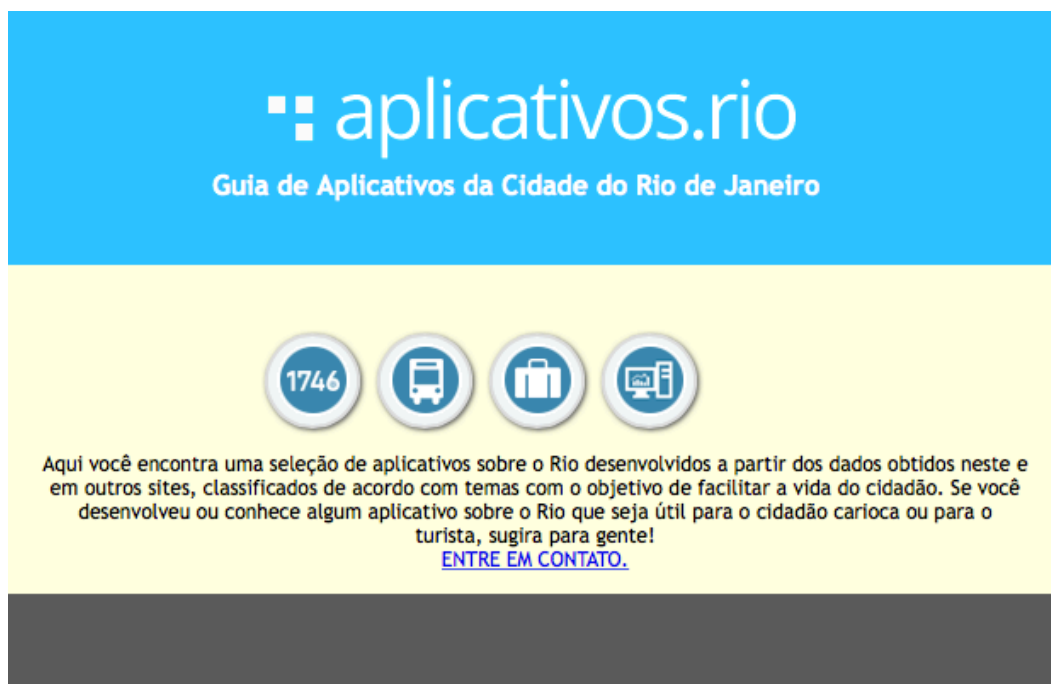 aplicativos.rio
Guia de Aplicativos da Cidade do Rio de Janeiro
1746
Aqui você encontra uma seleção de aplicativos sobre o Rio desenvolvidos a partir dos dados obtidos neste e
em outros sites, classificados de acordo com temas com o objetivo de facilitar a vida do cidadão. Se você
desenvolveu ou conhece algum aplicativo sobre o Rio que seja útil para o cidadão carioca ou para o
turista, sugira para gente!
ENTRE EM CONTATO.